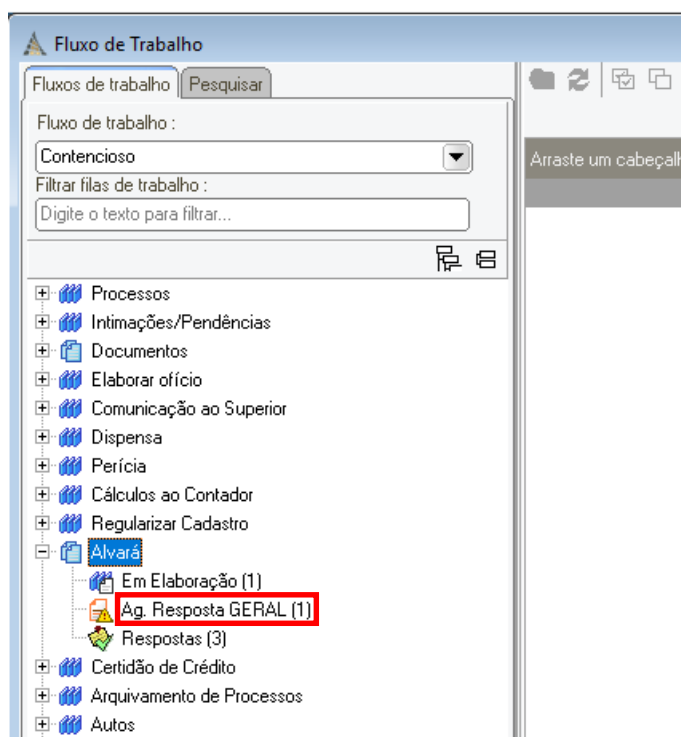 Fluxo de Trabalho
Fluxos de trabalho Pesquisar
Fluxo de trabalho :
Contencioso
Filtrar filas de trabalho :
Digite o texto para filtrar...
Arraste um cabeçall
Processos
Intimações/Pendências
Documentos
Elaborar ofício
Comunicação ao Superior
Dispensa
Perícia
Cálculos ao Contador
Regularizar Cadastro
Alvará
Em Elaboração (1)
Ag. Resposta GERAL (1)
Respostas (3)
Certidão de Crédito
Arquivamento de Processos
Autos